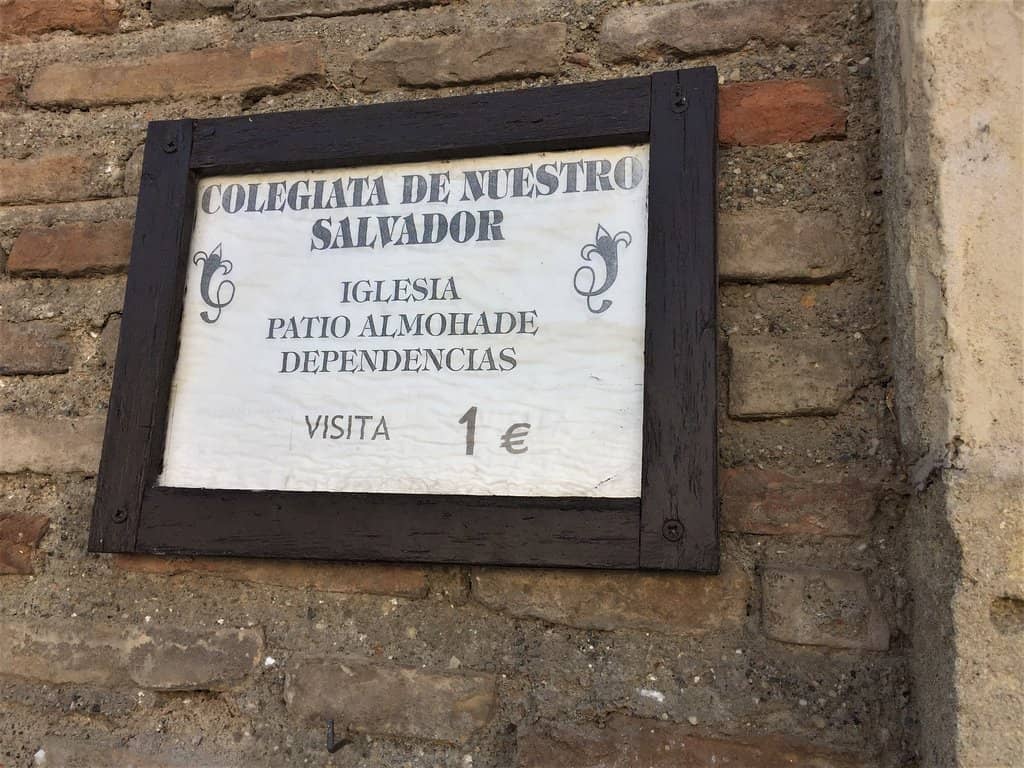 COLEGIATA DE NUESTRO
SALVADOR
IGLESIA
PATIO ALMOHADE
DEPENDENCIAS
VISITA 1 €